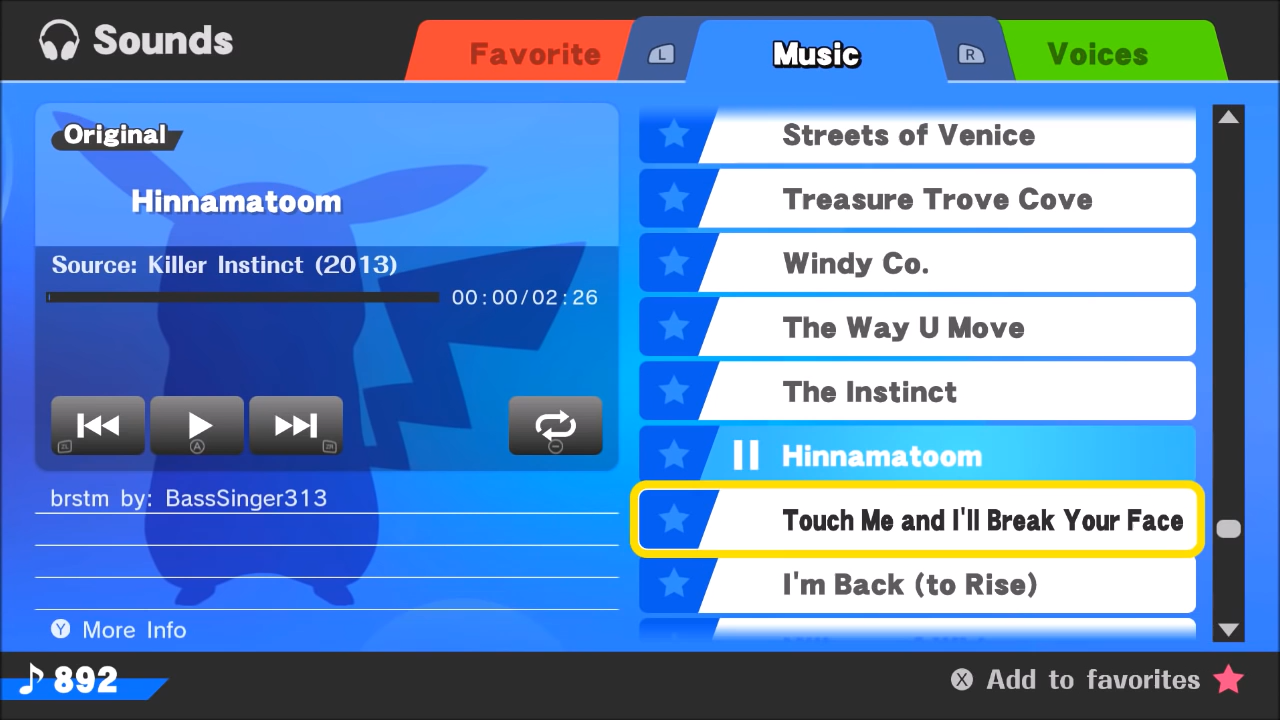 Sounds
Favorite
L
Music
R
Voices
Original
Hinnamatoom
Source: Killer Instinct (2013)
00:00/02:26
ZL
A
ZR
brstm by: BassSinger313
Y More Info
Streets of Venice
Treasure Trove Cove
Windy Co.
The Way U Move
The Instinct
Hinnamatoom
Touch Me and I'll Break Your Face
I'm Back (to Rise)
892
X Add to favorites